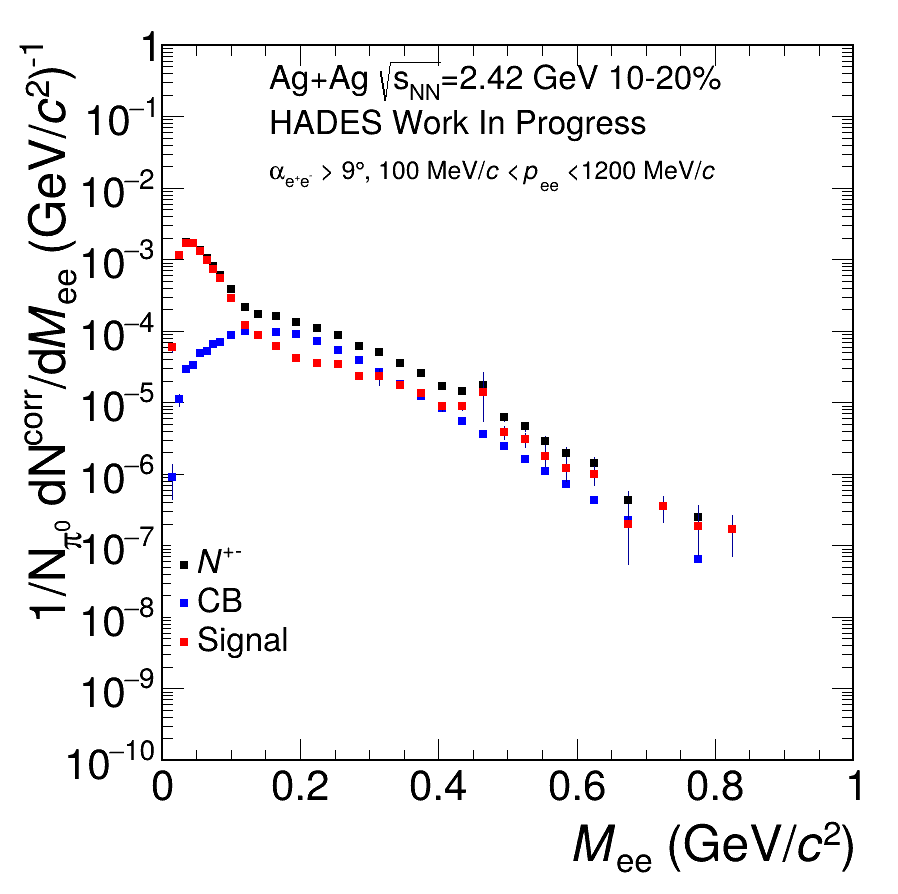 Ag+Ag √sNN=2.42 GeV 10-20%
HADES Work In Progress
αe+e- > 9°, 100 MeV/c <pee <1200 MeV/c
1/Nπ0 dNcorr/dMee (GeV/c2)-1
1
10−1
10−2
10−3
10−4
10−5
10−6
10−7
10−8
10−9
10−10
N+-
CB
Signal
0 0.2 0.4 0.6 0.8 1
Mee (GeV/c2)